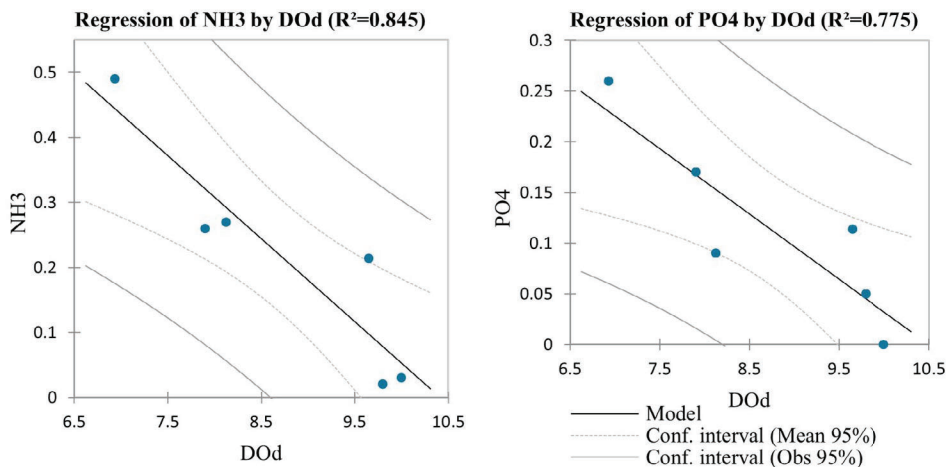 Regression of NH3 by DOd (R²=0.845)
0.5
0.4
0.3
0.2
0.1
0
NH3
6.5 7.5 8.5 9.5 10.5
DOd
Regression of PO4 by DOd (R²=0.775)
0.3
0.25
0.2
0.15
0.1
0.05
0
PO4
6.5 7.5 8.5 9.5 10.5
DOd
Model
Conf. interval (Mean 95%)
Conf. interval (Obs 95%)